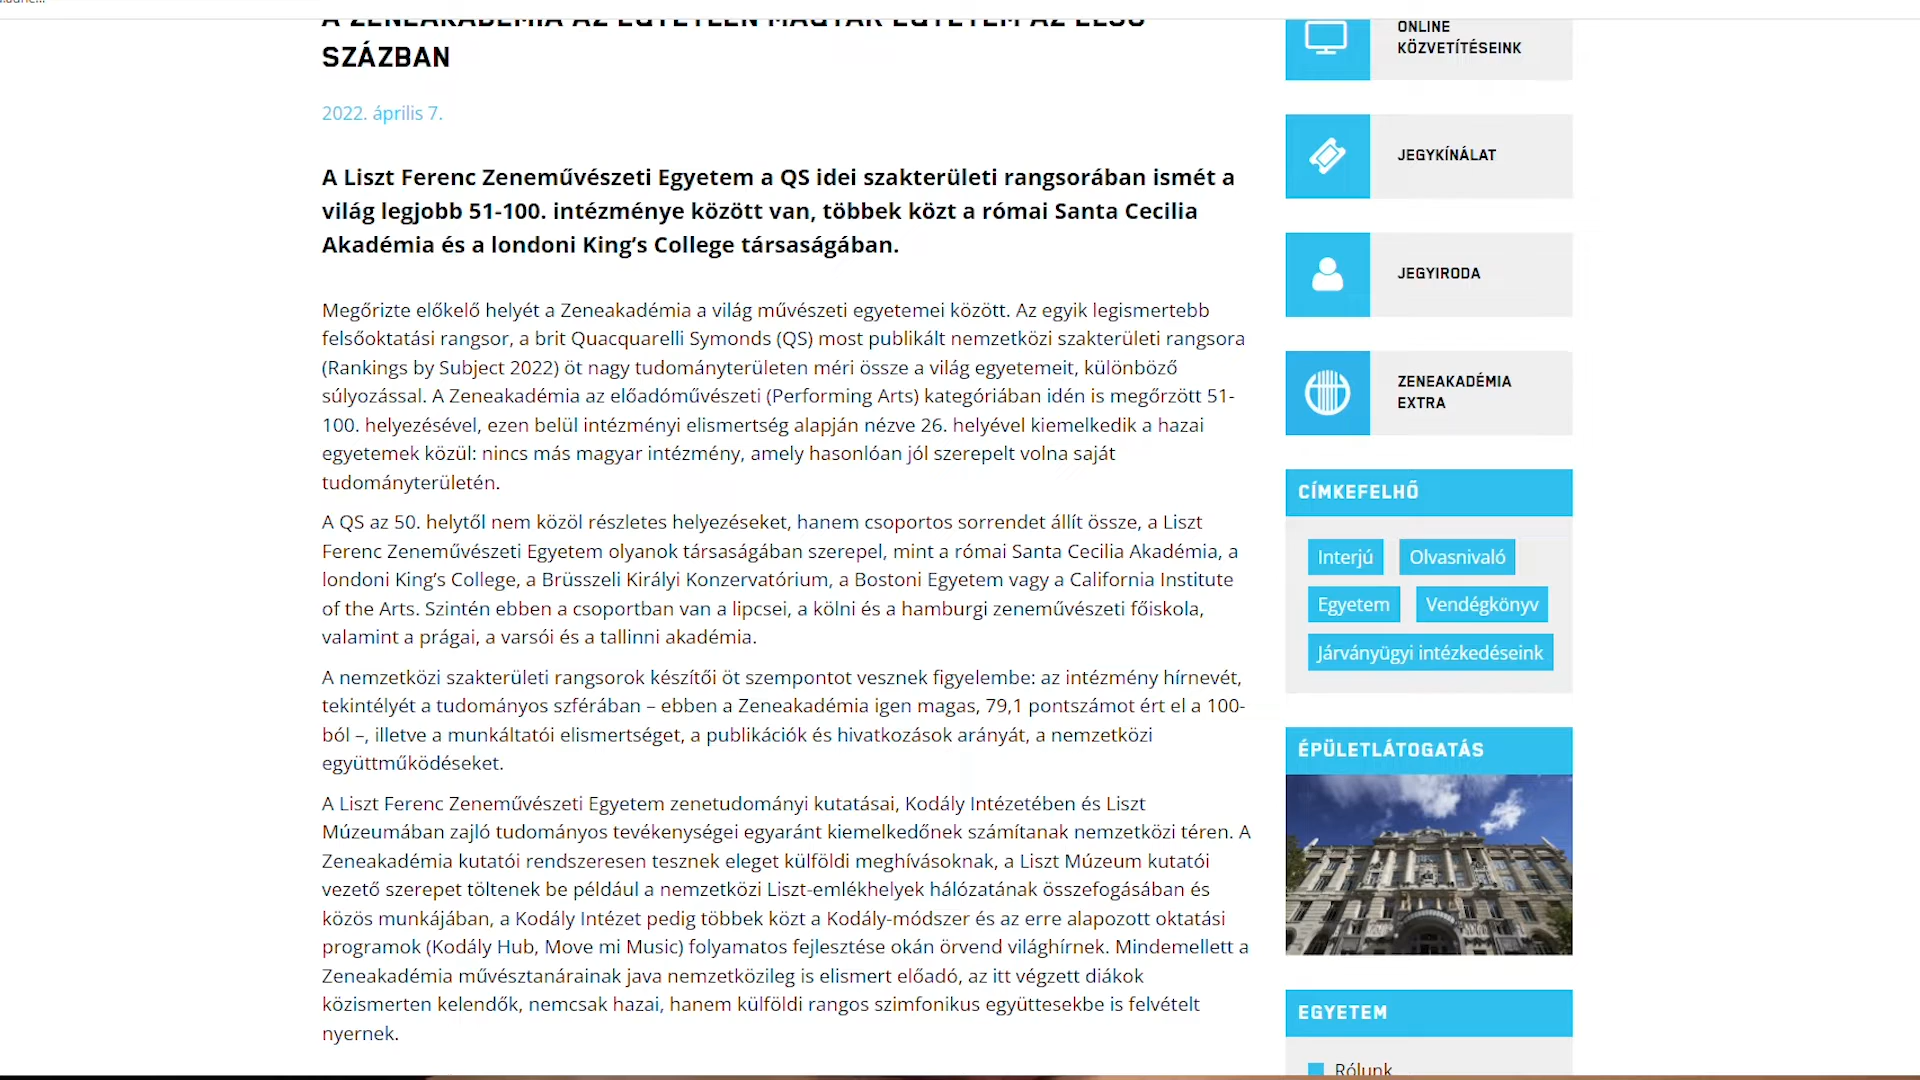 A ZENEAKADÉMIA AZ EGYETLEN MAGYAR EGYETEM AZ ELSŐ
SZÁZBAN
2022. április 7.
A Liszt Ferenc Zeneművészeti Egyetem a QS idei szakterületi rangsorában ismét a
világ legjobb 51-100. intézménye között van, többek közt a római Santa Cecilia
Akadémia és a londoni King’s College társaságában.
Megőrizte előkelő helyét a Zeneakadémia a világ művészeti egyetemei között. Az egyik legismertebb
felsőoktatási rangsor, a brit Quacquarelli Symonds (QS) most publikált nemzetközi szakterületi rangsora
(Rankings by Subject 2022) öt nagy tudományterületen méri össze a világ egyetemeit, különböző
súlyozással. A Zeneakadémia az előadóművészeti (Performing Arts) kategóriában idén is megőrzött 51-
100. helyezésével, ezen belül intézményi elismertség alapján nézve 26. helyével kiemelkedik a hazai
egyetemek közül: nincs más magyar intézmény, amely hasonlóan jól szerepelt volna saját
tudományterületén.
A QS az 50. helytől nem közöl részletes helyezéseket, hanem csoportos sorrendet állít össze, a Liszt
Ferenc Zeneművészeti Egyetem olyanok társaságában szerepel, mint a római Santa Cecilia Akadémia, a
londoni King’s College, a Brüsszeli Királyi Konzervatórium, a Bostoni Egyetem vagy a California Institute
of the Arts. Szintén ebben a csoportban van a lipcsei, a kölni és a hamburgi zeneművészeti főiskola,
valamint a prágai, a varsói és a tallinni akadémia.
A nemzetközi szakterületi rangsorok készítői öt szempontot vesznek figyelembe: az intézmény hírnevét,
tekintélyét a tudományos szférában – ebben a Zeneakadémia igen magas, 79,1 pontszámot ért el a 100-
ból –, illetve a munkáltatói elismertséget, a publikációk és hivatkozások arányát, a nemzetközi
együttműködéseket.
A Liszt Ferenc Zeneművészeti Egyetem zenetudományi kutatásai, Kodály Intézetében és Liszt
Múzeumában zajló tudományos tevékenységei egyaránt kiemelkedőnek számítanak nemzetközi téren. A
Zeneakadémia kutatói rendszeresen tesznek eleget külföldi meghívásoknak, a Liszt Múzeum kutatói
vezető szerepet töltenek be például a nemzetközi Liszt-emlékhelyek hálózatának összefogásában és
közös munkájában, a Kodály Intézet pedig többek közt a Kodály-módszer és az erre alapozott oktatási
programok (Kodály Hub, Move mi Music) folyamatos fejlesztése okán örvend világhírnek. Mindemellett a
Zeneakadémia művésztanárainak java nemzetközileg is elismert előadó, az itt végzett diákok
közismerten kelendők, nemcsak hazai, hanem külföldi rangos szimfonikus együttesekbe is felvételt
nyernek.
ONLINE
KÖZVETÍTÉSEINK
JEGYKÍNÁLAT
JEGYIRODA
ZENEAKADÉMIA
EXTRA
CÍMKEFELHŐ
Interjú Olvasnivaló
Egyetem Vendégkönyv
Járványügyi intézkedéseink
ÉPÜLETLÁTOGATÁS
EGYETEM
Rólunk